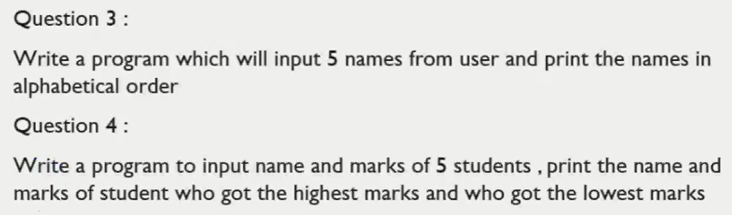 Question 3 :
Write a program which will input 5 names from user and print the names in
alphabetical order
Question 4 :
Write a program to input name and marks of 5 students , print the name and
marks of student who got the highest marks and who got the lowest marks